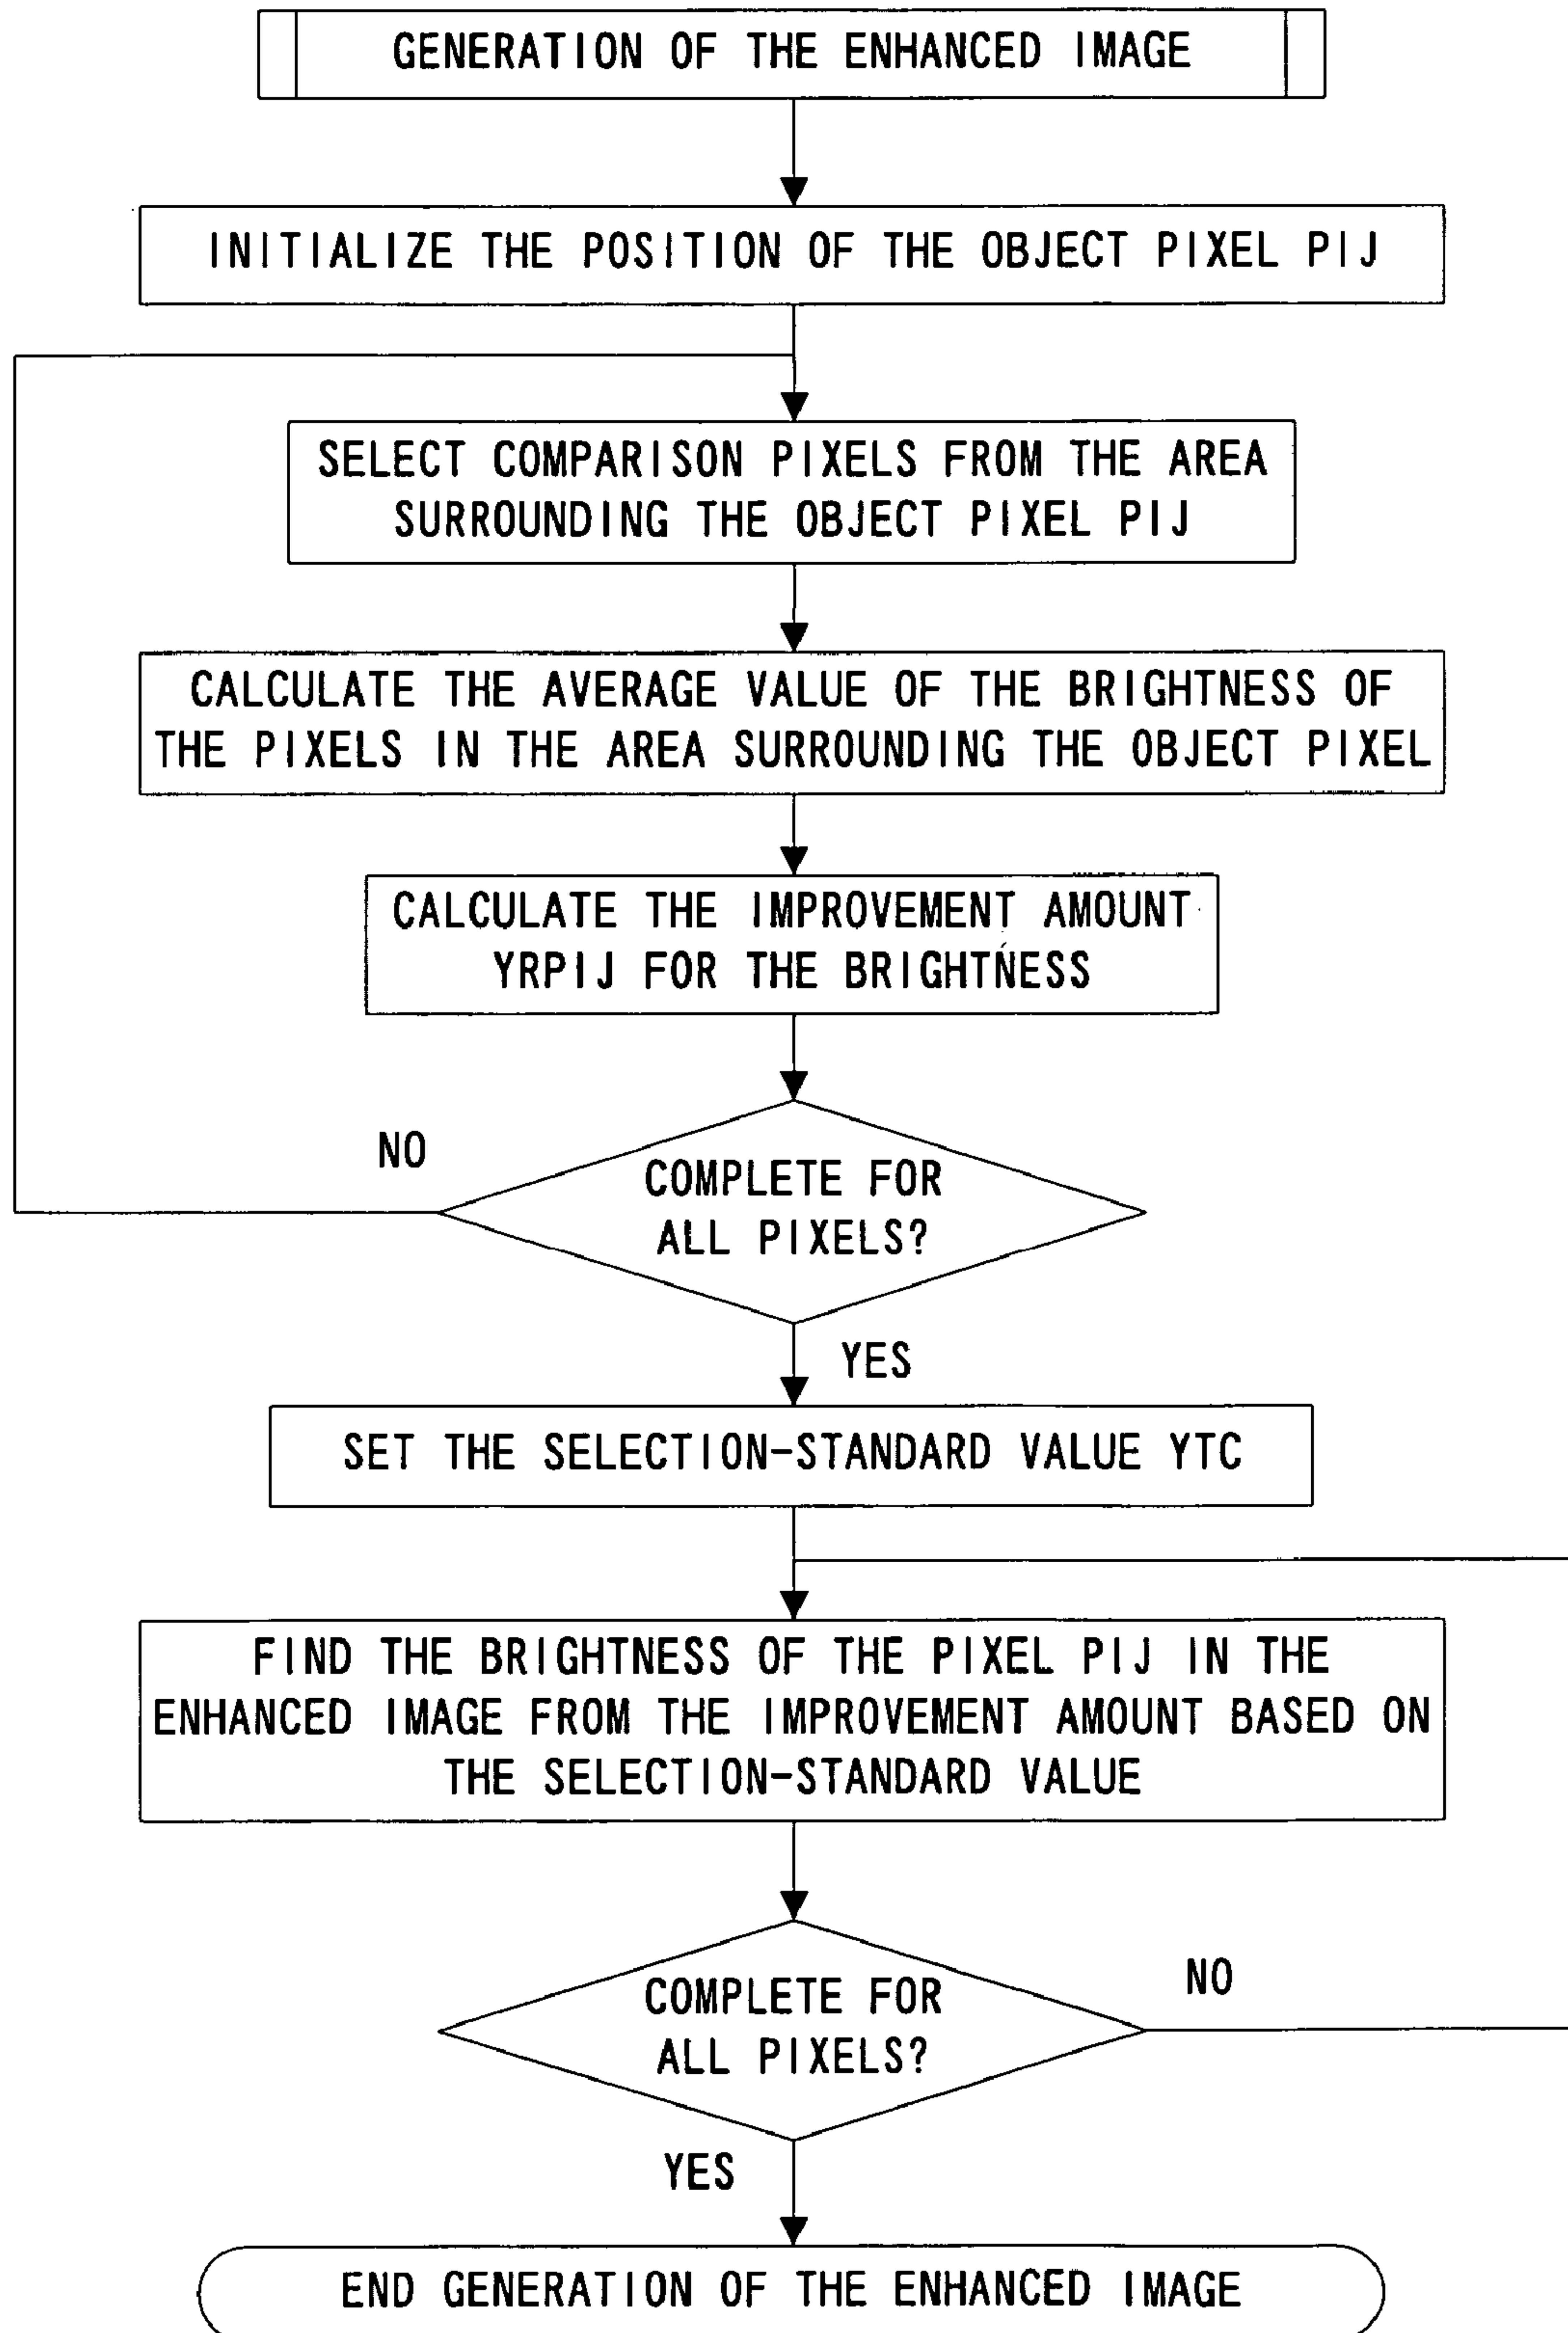 GENERATION OF THE ENHANCED IMAGE
INITIALIZE THE POSITION OF THE OBJECT PIXEL PIJ
SELECT COMPARISON PIXELS FROM THE AREA
SURROUNDING THE OBJECT PIXEL PIJ
CALCULATE THE AVERAGE VALUE OF THE BRIGHTNESS OF
THE PIXELS IN THE AREA SURROUNDING THE OBJECT PIXEL
CALCULATE THE IMPROVEMENT AMOUNT
YRPIJ FOR THE BRIGHTNESS
NO
COMPLETE FOR
ALL PIXELS?
YES
SET THE SELECTION-STANDARD VALUE YTC
FIND THE BRIGHTNESS OF THE PIXEL PIJ IN THE
ENHANCED IMAGE FROM THE IMPROVEMENT AMOUNT BASED ON
THE SELECTION-STANDARD VALUE
NO
COMPLETE FOR
ALL PIXELS?
YES
END GENERATION OF THE ENHANCED IMAGE